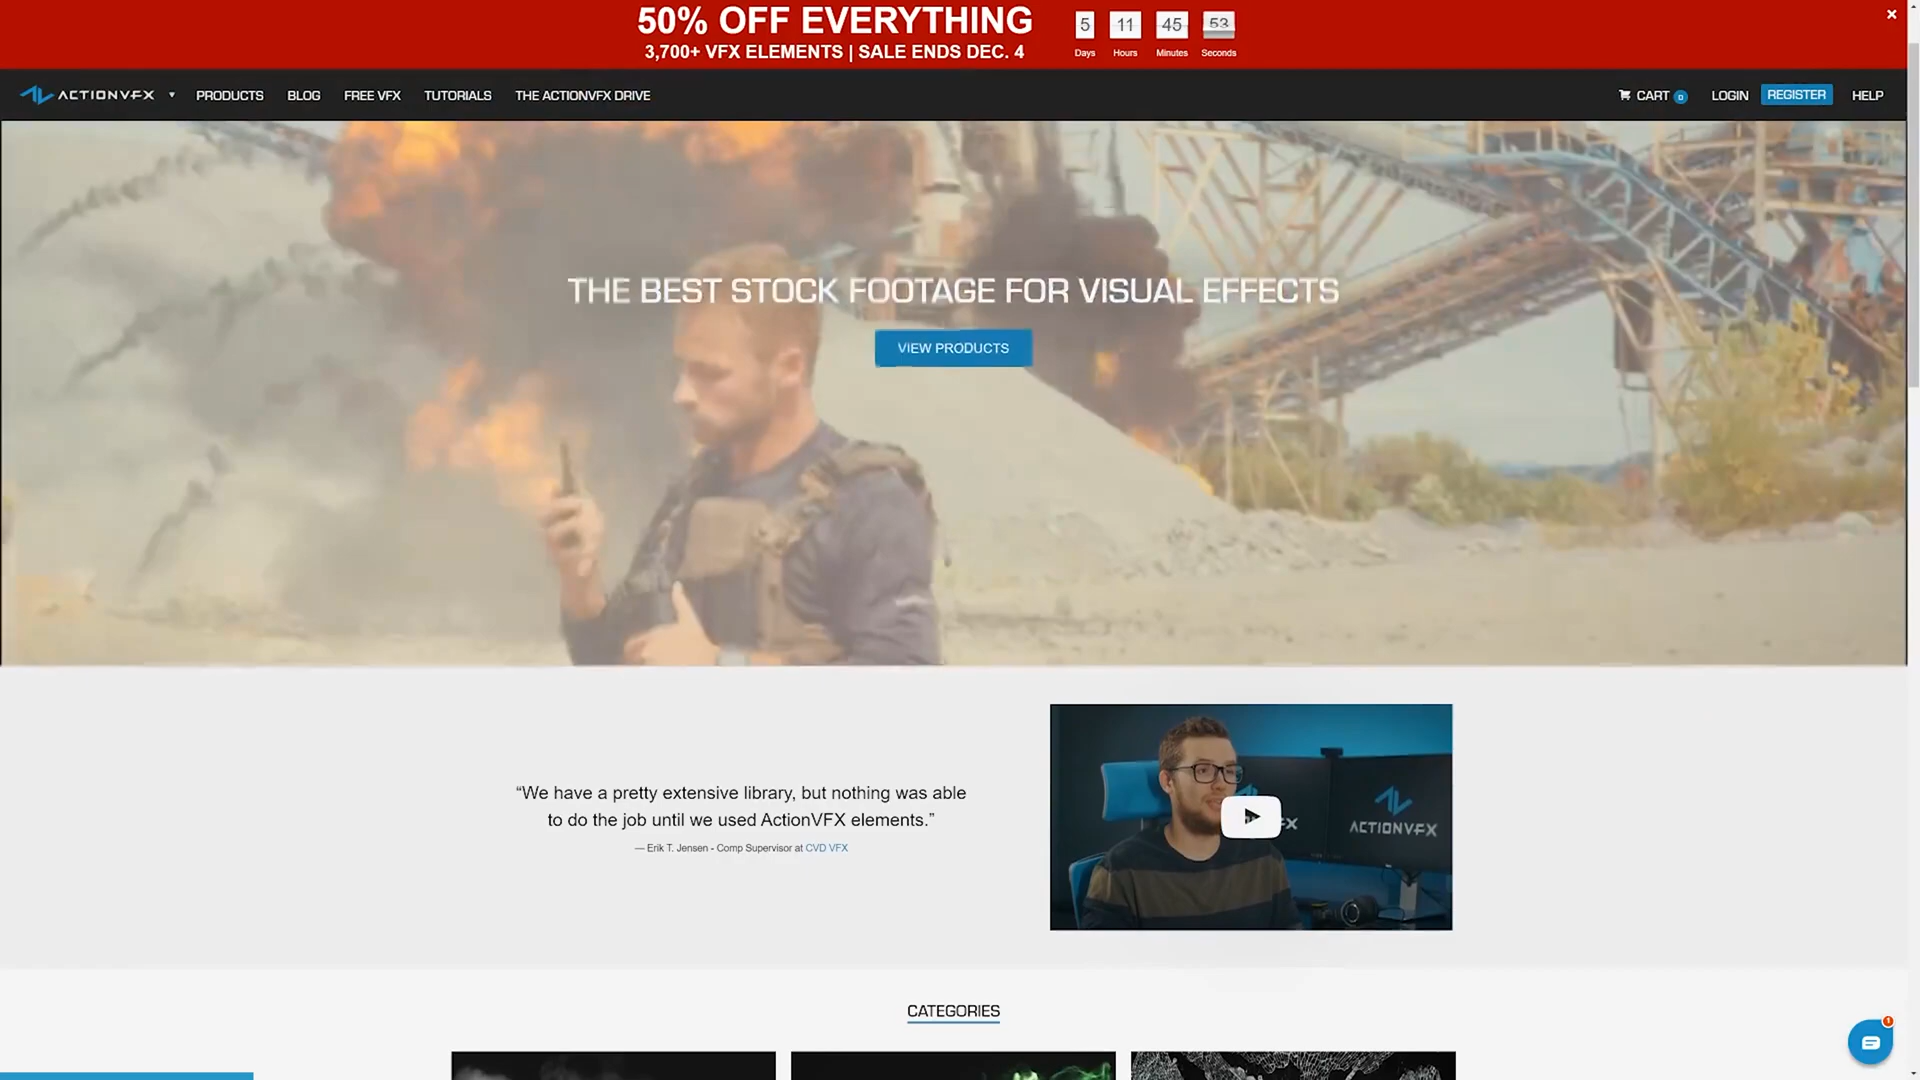 50% OFF EVERYTHING
3,700+ VFX ELEMENTS | SALE ENDS DEC. 4
5 11 45 53
Days Hours Minutes Seconds
ACTIONVFX PRODUCTS BLOG FREE VFX TUTORIALS THE ACTIONVFX DRIVE CART 0 LOGIN REGISTER HELP
THE BEST STOCK FOOTAGE FOR VISUAL EFFECTS
VIEW PRODUCTS
“We have a pretty extensive library, but nothing was able
to do the job until we used ActionVFX elements.”
— Erik T. Jensen - Comp Supervisor at CVD VFX
ACTIONVFX
CATEGORIES
1